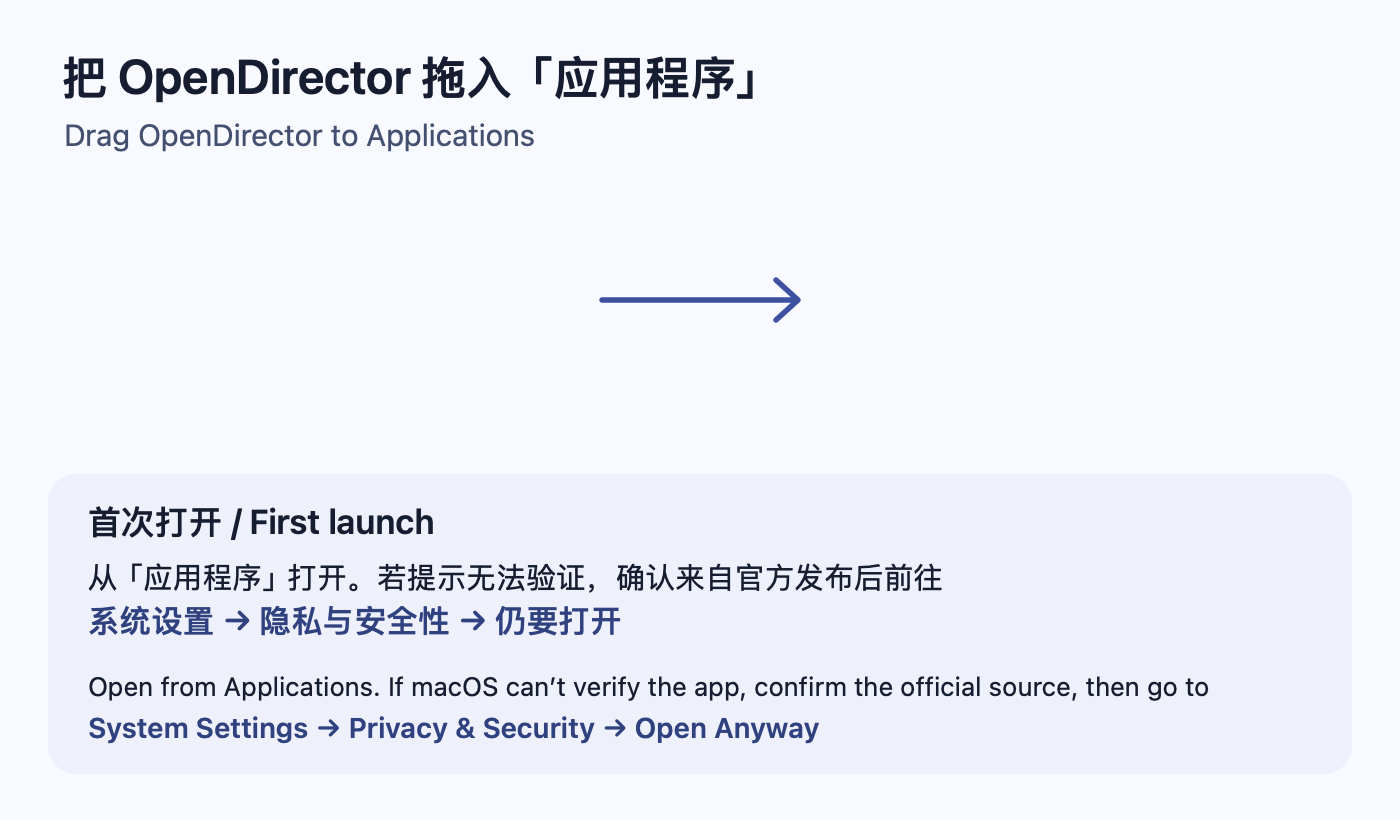 把 OpenDirector 拖入「应用程序」
Drag OpenDirector to Applications
首次打开 / First launch
从「应用程序」打开。若提示无法验证，确认来自官方发布后前往
系统设置 → 隐私与安全性 → 仍要打开
Open from Applications. If macOS can’t verify the app, confirm the official source, then go to
System Settings → Privacy & Security → Open Anyway